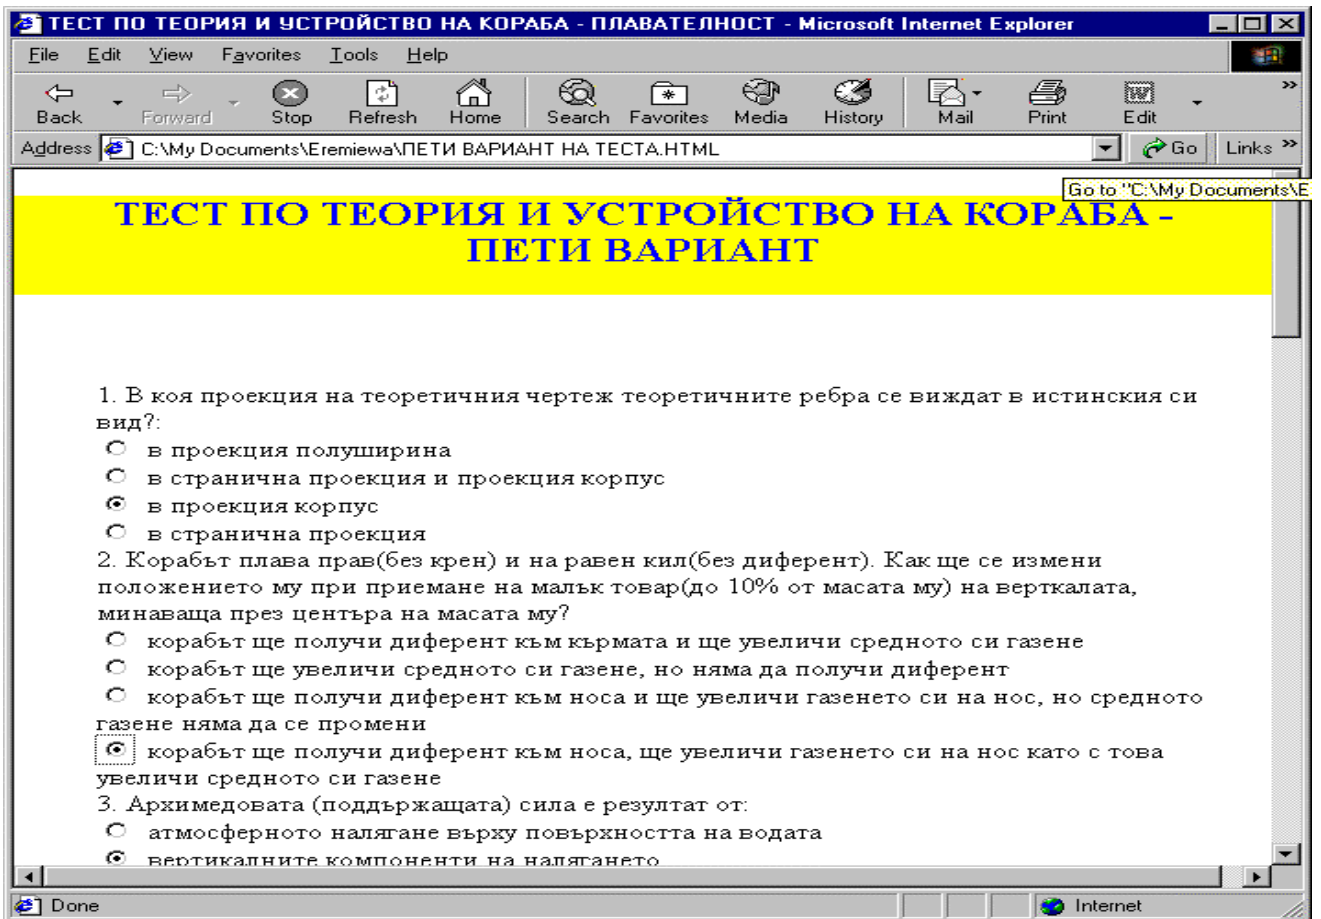 ТЕСТ ПО ТЕОРИЯ И УСТРОЙСТВО НА КОРАБА - ПЛАВАТЕЛНОСТ - Microsoft Internet Explorer
File Edit View Favorites Tools Help
Back Forward Stop Refresh Home Search Favorites Media History Mail Print Edit »
Address C:\My Documents\Eremiewa\ПЕТИ ВАРИАНТ НА ТЕСТА.HTML Go Links »
Go to "C:\My Documents\E
ТЕСТ ПО ТЕОРИЯ И УСТРОЙСТВО НА КОРАБА -
ПЕТИ ВАРИАНТ
1. В коя проекция на теоретичния чертеж теоретичните ребра се виждат в истинския си
вид?:
в проекция полуширина
в странична проекция и проекция корпус
в проекция корпус
в странична проекция
2. Корабът плава прав(без крен) и на равен кил(без диферент). Как ще се измени
положението му при приемане на малък товар(до 10% от масата му) на верткалата,
минаваща през центъра на масата му?
корабът ще получи диферент към кърмата и ще увеличи средното си газене
корабът ще увеличи средното си газене, но няма да получи диферент
корабът ще получи диферент към носа и ще увеличи газенето си на нос, но средното
газене няма да се промени
корабът ще получи диферент към носа, ще увеличи газенето си на нос като с това
увеличи средното си газене
3. Архимедовата (поддържащата) сила е резултат от:
атмосферното налягане върху повърхността на водата
вертикалните компоненти на налягането
Done Internet